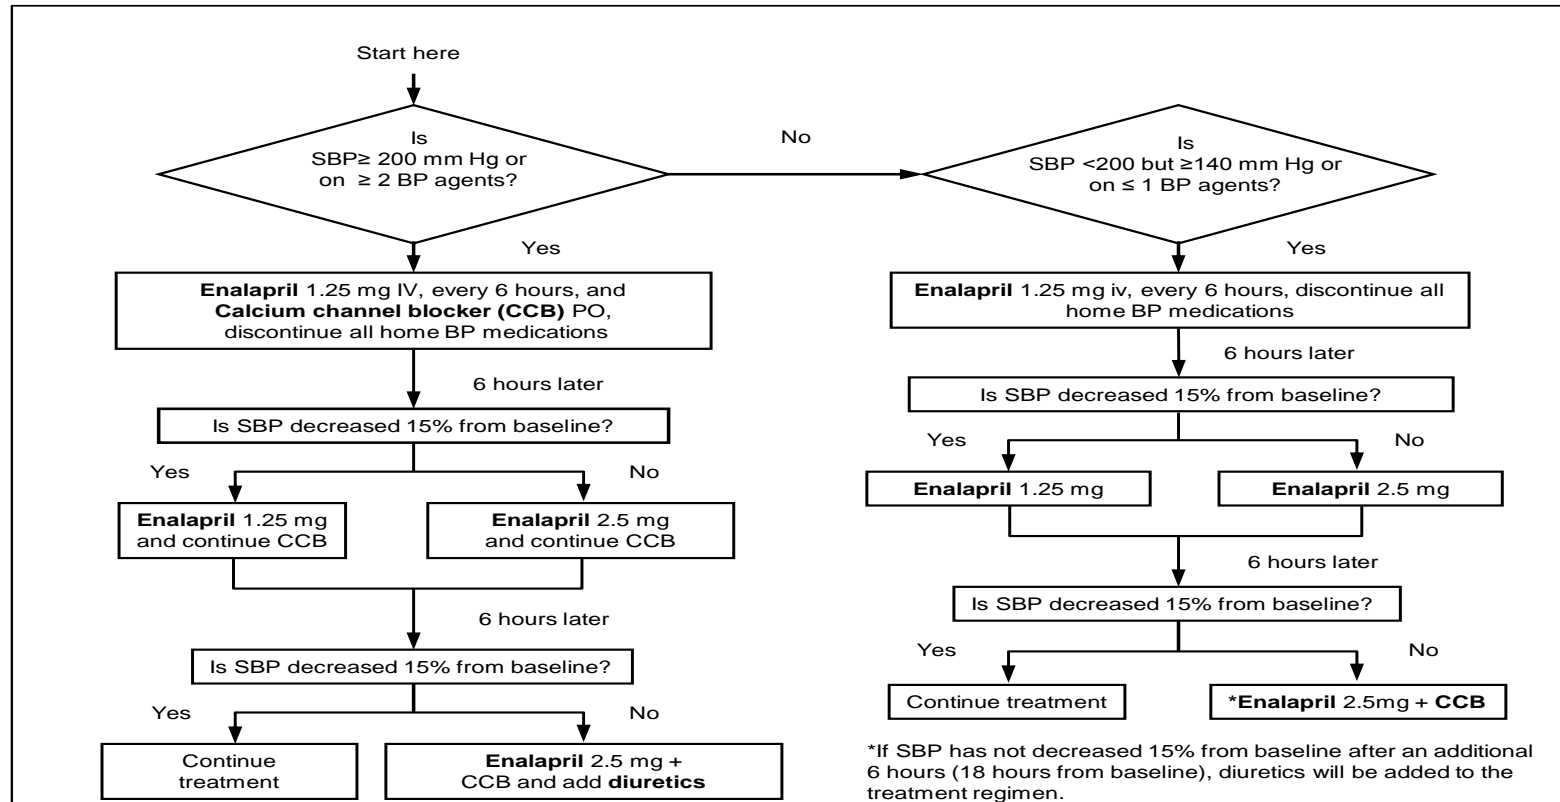 Start here
Is
SBP≥ 200 mm Hg or
on ≥ 2 BP agents?
No
Is
SBP <200 but ≥140 mm Hg or
on ≤ 1 BP agents?
Yes
Yes
Enalapril 1.25 mg IV, every 6 hours, and
Calcium channel blocker (CCB) PO,
discontinue all home BP medications
Enalapril 1.25 mg iv, every 6 hours, discontinue all
home BP medications
6 hours later
6 hours later
Is SBP decreased 15% from baseline?
Is SBP decreased 15% from baseline?
Yes
No
Yes
No
Enalapril 1.25 mg
and continue CCB
Enalapril 2.5 mg
and continue CCB
Enalapril 1.25 mg
Enalapril 2.5 mg
6 hours later
6 hours later
Is SBP decreased 15% from baseline?
Is SBP decreased 15% from baseline?
Yes
No
Yes
No
Continue
treatment
Enalapril 2.5 mg +
CCB and add diuretics
Continue treatment
*Enalapril 2.5mg + CCB
*If SBP has not decreased 15% from baseline after an additional
6 hours (18 hours from baseline), diuretics will be added to the
treatment regimen.